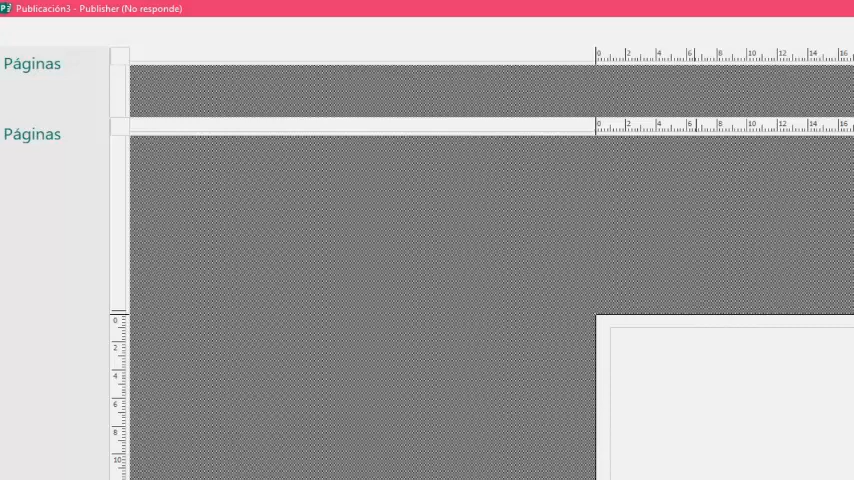 Publicación3 - Publisher (No responde)
Páginas
0 2 4 6 8 10 12 14 16
Páginas
0 2 4 6 8 10 12 14 16
0
2
4
6
8
10